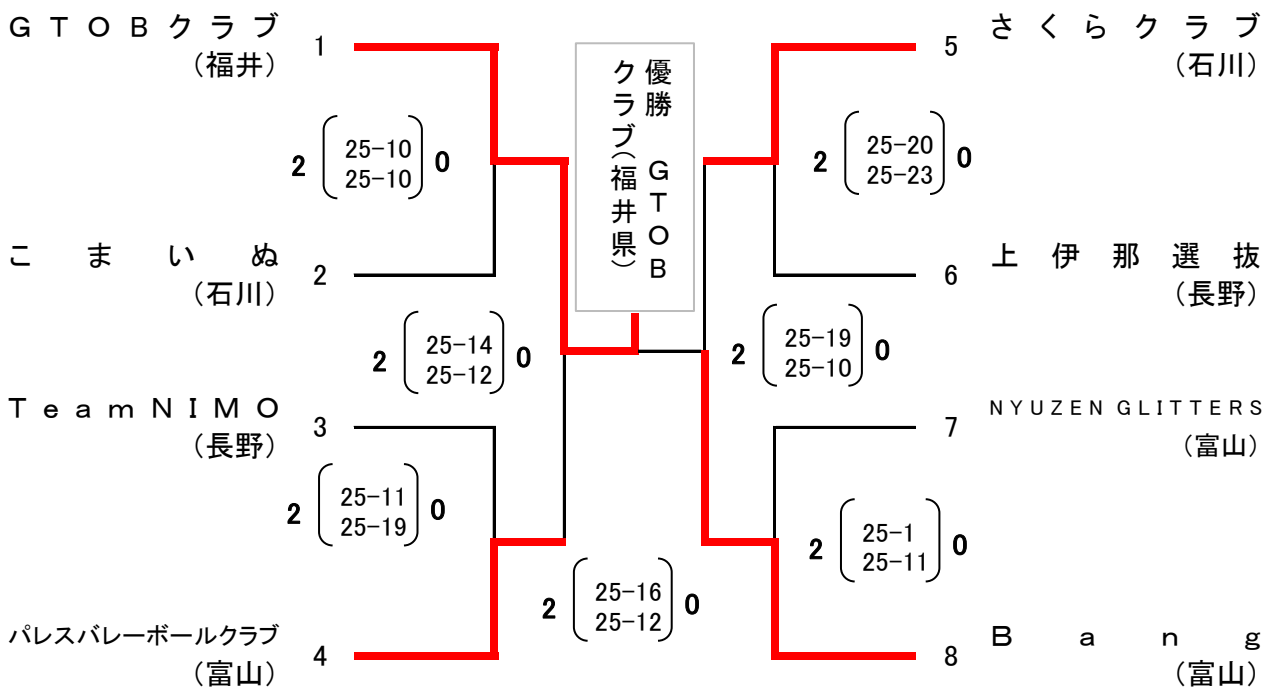 GTOBクラブ
(福井)
1
2
25-10
25-10
0
こまいぬ
(石川)
2
2
25-14
25-12
0
TeamNIMO
(長野)
3
2
25-11
25-19
0
パレスバレーボールクラブ
(富山)
4
優勝 GTOB
クラブ(福井県)
2
25-16
25-12
0
さくらクラブ
(石川)
5
2
25-20
25-23
0
上伊那選抜
(長野)
6
2
25-19
25-10
0
NYUZEN GLITTERS
(富山)
7
2
25-1
25-11
0
Bang
(富山)
8